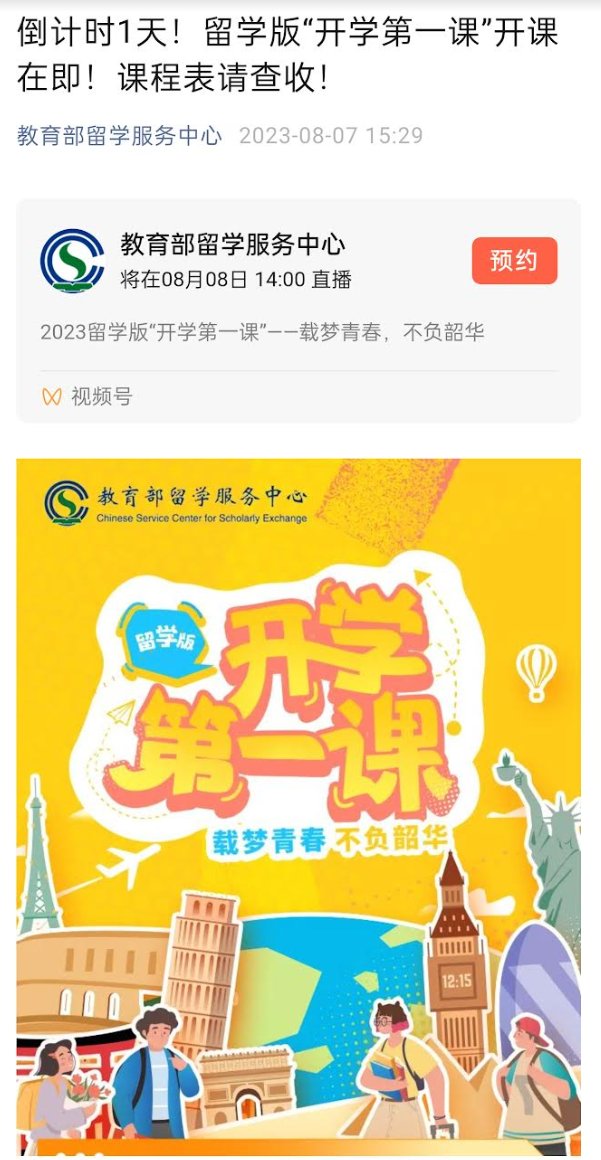 倒计时1天！留学版“开学第一课”开课
在即！课程表请查收！
教育部留学服务中心 2023-08-07 15:29
教育部留学服务中心
将在08月08日 14:00 直播
预约
2023留学版“开学第一课”——载梦青春，不负韶华
视频号
教育部留学服务中心
Chinese Service Center for Scholarly Exchange
留学版
开学
第一课
载梦青春 不负韶华
12:15